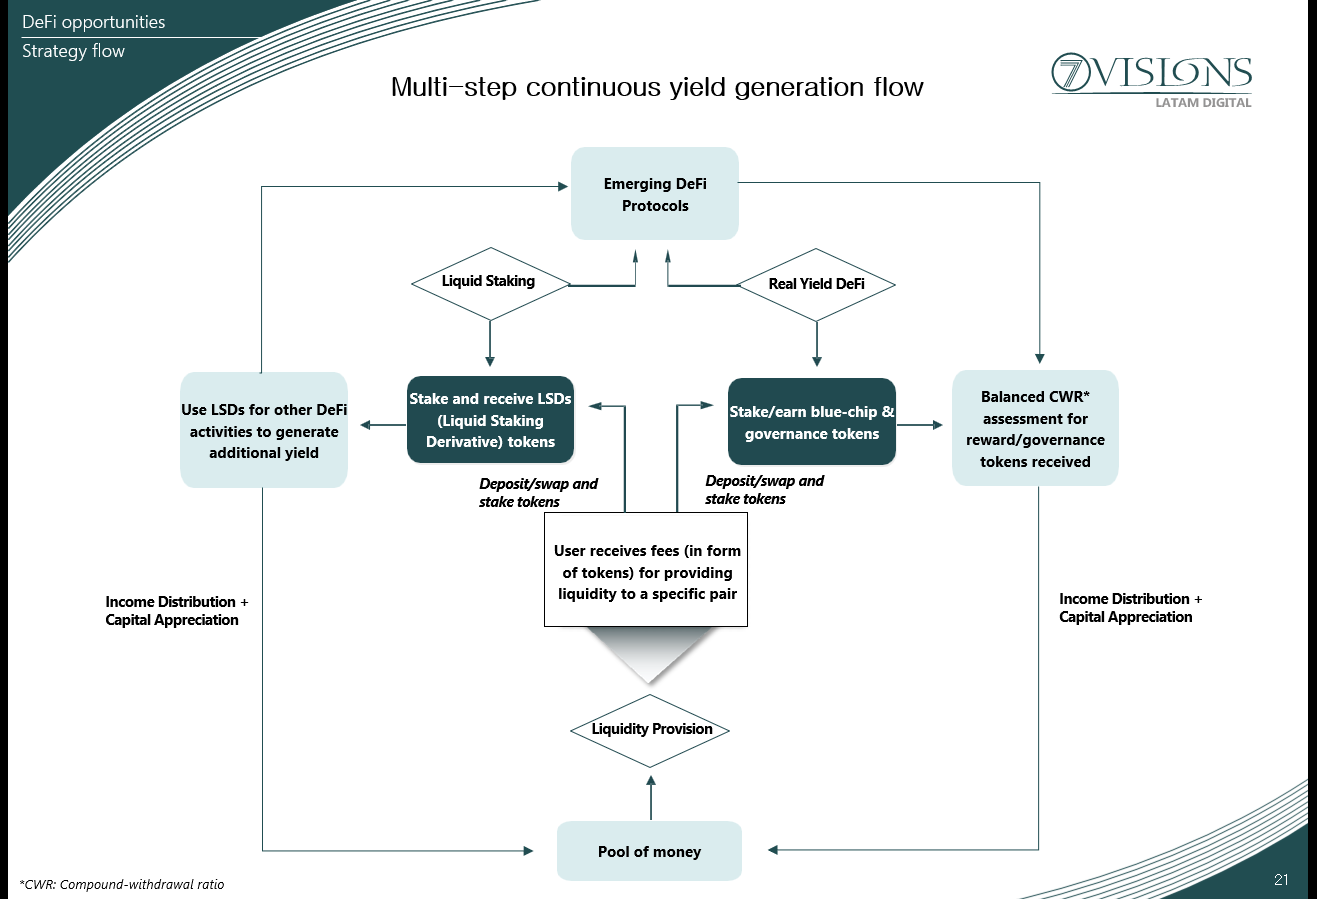 DeFi opportunities
Strategy flow
Multi-step continuous yield generation flow
7VISIONS
LATAM DIGITAL
Emerging DeFi
Protocols
Liquid Staking
Real Yield DeFi
Use LSDs for other DeFi
activities to generate
additional yield
Stake and receive LSDs
(Liquid Staking
Derivative) tokens
Stake/earn blue-chip &
governance tokens
Balanced CWR*
assessment for
reward/governance
tokens received
Deposit/swap and
stake tokens
Deposit/swap and
stake tokens
User receives fees (in form
of tokens) for providing
liquidity to a specific pair
Income Distribution +
Capital Appreciation
Income Distribution +
Capital Appreciation
Liquidity Provision
Pool of money
*CWR: Compound-withdrawal ratio
21